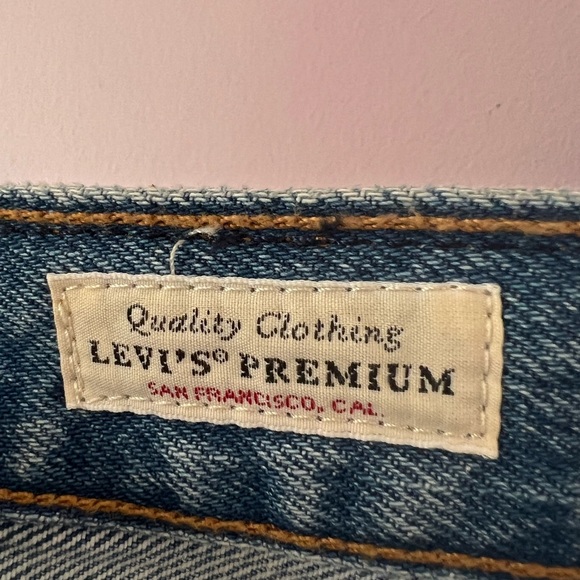 Quality Clothing
LEVI'S® PREMIUM
SAN FRANCISCO, CAL.